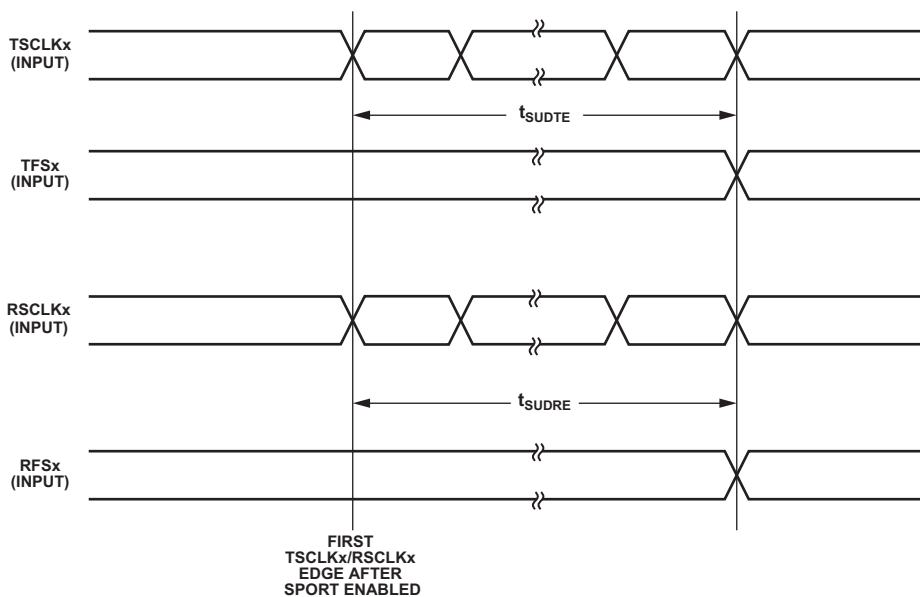 TSCLKx
(INPUT)
tSUDTE
TFSx
(INPUT)
RSCLKx
(INPUT)
tSUDRE
RFSx
(INPUT)
FIRST
TSCLKx/RSCLKx
EDGE AFTER
SPORT ENABLED